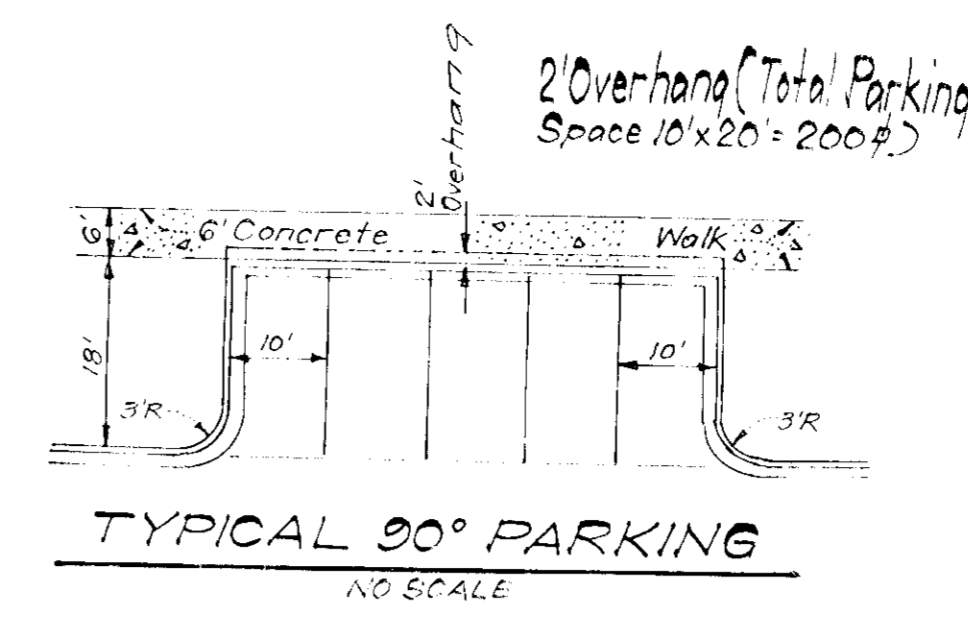 2' Overhang (Total Parking
Space 10'x20' = 200▱)
2'
Overhang
6'
6' Concrete Walk
18'
10'
10'
3'R
3'R
TYPICAL 90° PARKING
NO SCALE